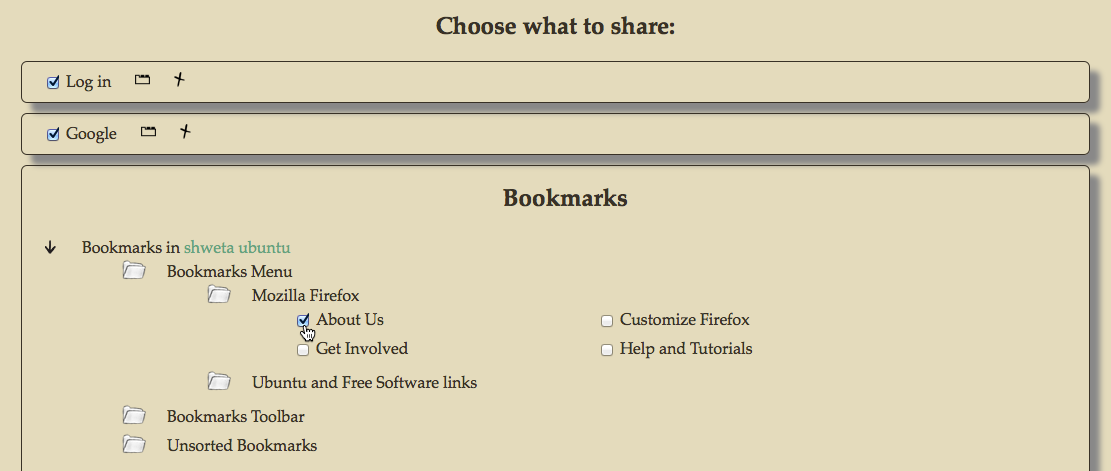 Choose what to share:
Log in
Google
Bookmarks
Bookmarks in shweta ubuntu
Bookmarks Menu
Mozilla Firefox
About Us Customize Firefox
Get Involved Help and Tutorials
Ubuntu and Free Software links
Bookmarks Toolbar
Unsorted Bookmarks